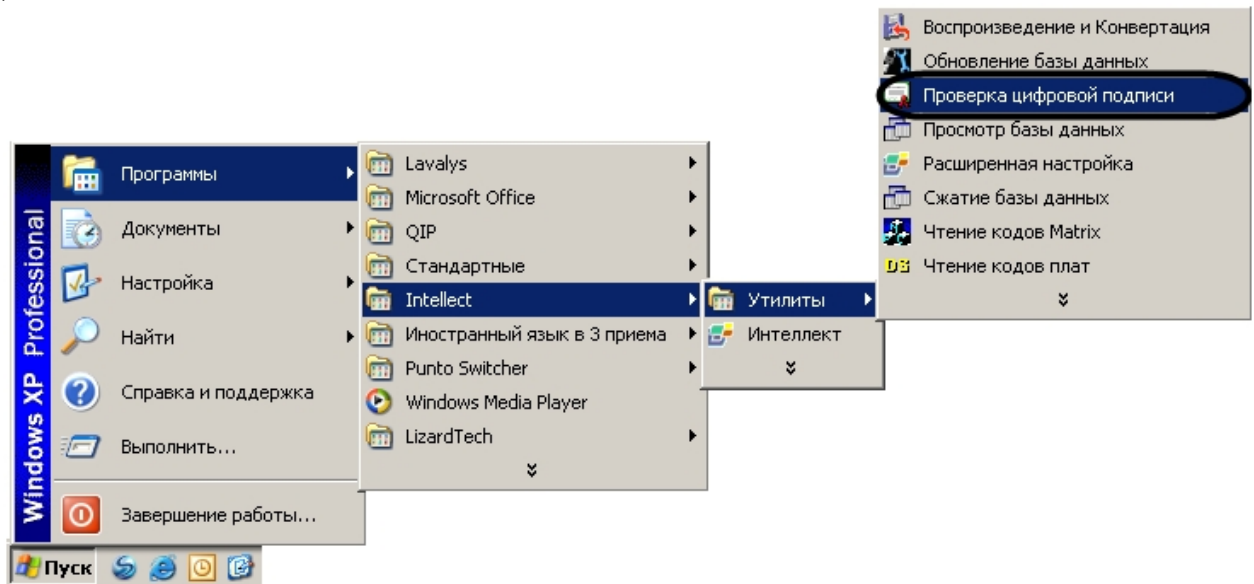 Воспроизведение и Конвертация
Обновление базы данных
Проверка цифровой подписи
Просмотр базы данных
Расширенная настройка
Сжатие базы данных
Чтение кодов Matrix
DS Чтение кодов плат
Windows XP Professional
Программы
Документы
Настройка
Найти
Справка и поддержка
Выполнить...
Завершение работы...
Lavalys
Microsoft Office
QIP
Стандартные
Intellect
Иностранный язык в 3 приема
Punto Switcher
Windows Media Player
LizardTech
Утилиты
Интеллект
Пуск